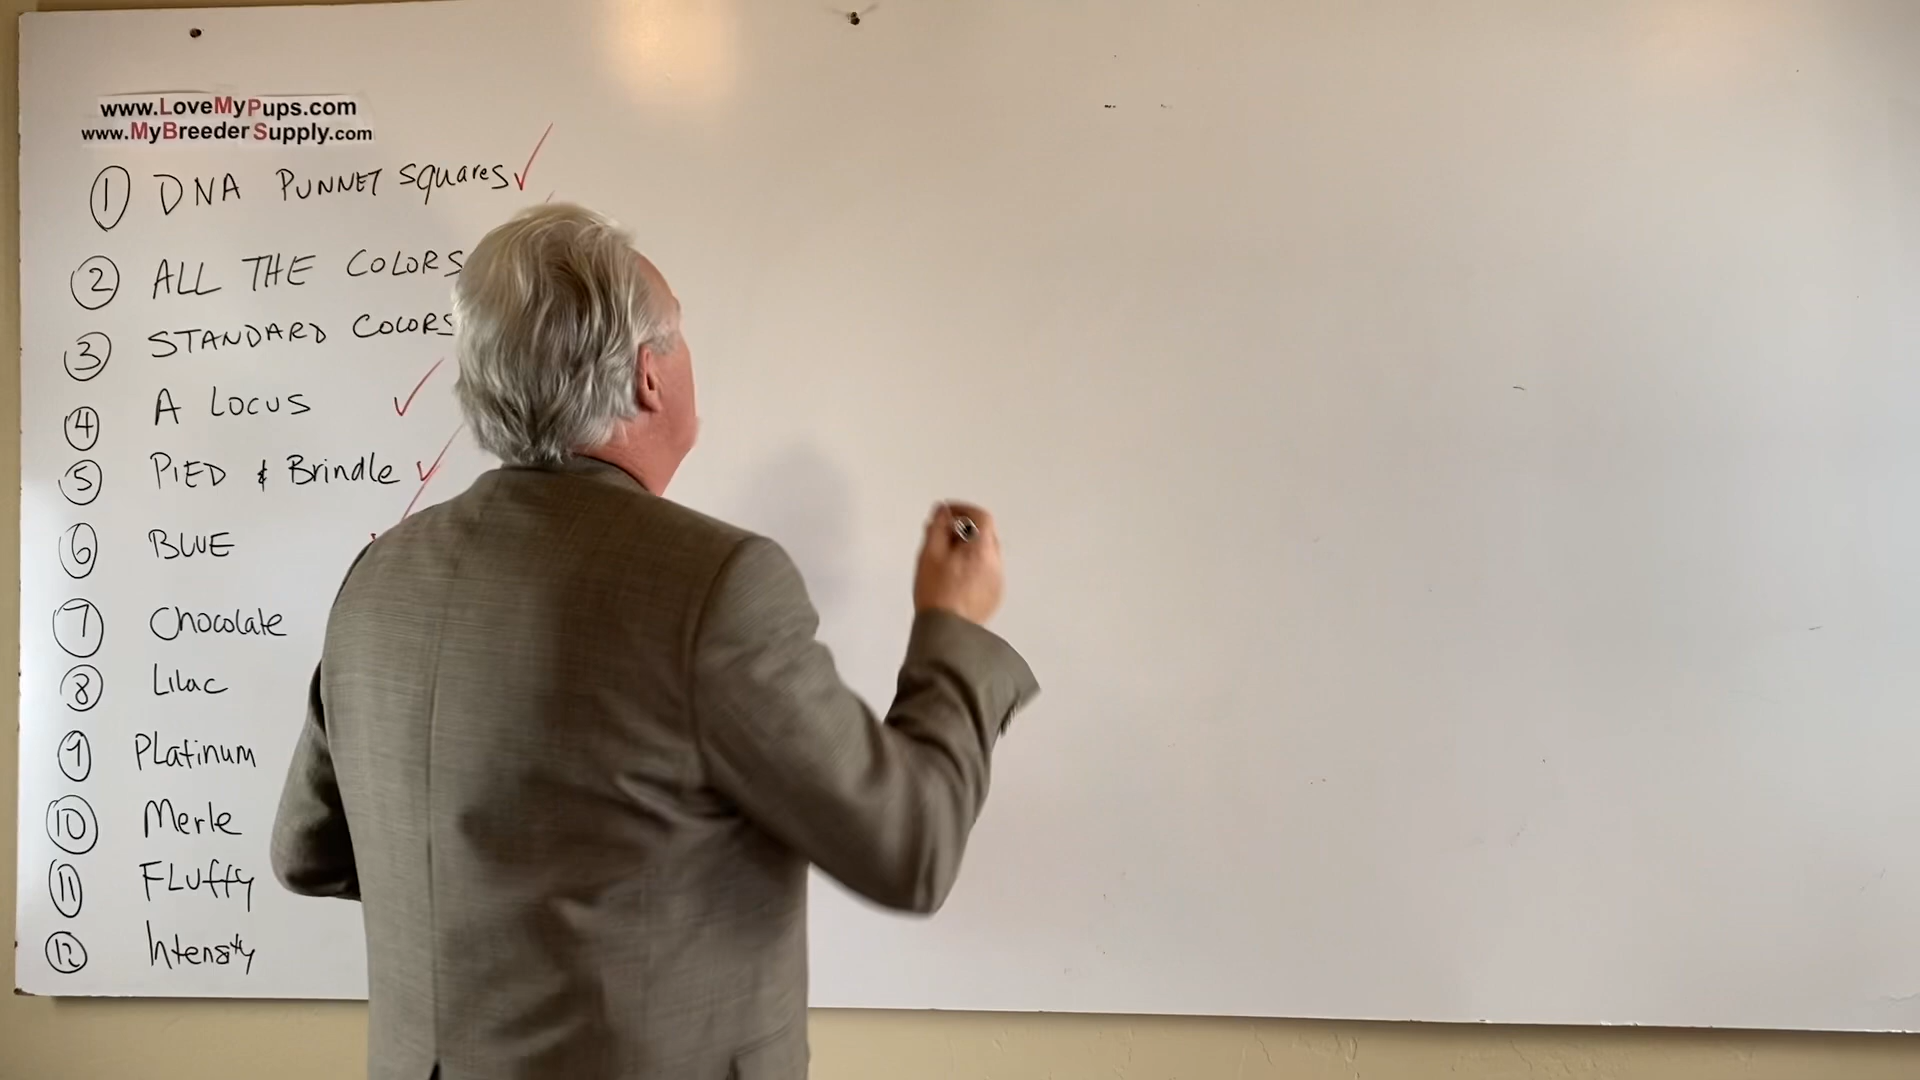 www.LoveMyPups.com
www.MyBreederSupply.com
1 DNA PUNNET Squares
2 ALL THE COLORS
3 STANDARD COLORS
4 A LOCUS
5 PIED & Brindle
6 BLUE
7 Chocolate
8 Lilac
9 PLatinum
10 Merle
11 FLuffy
12 Intensity